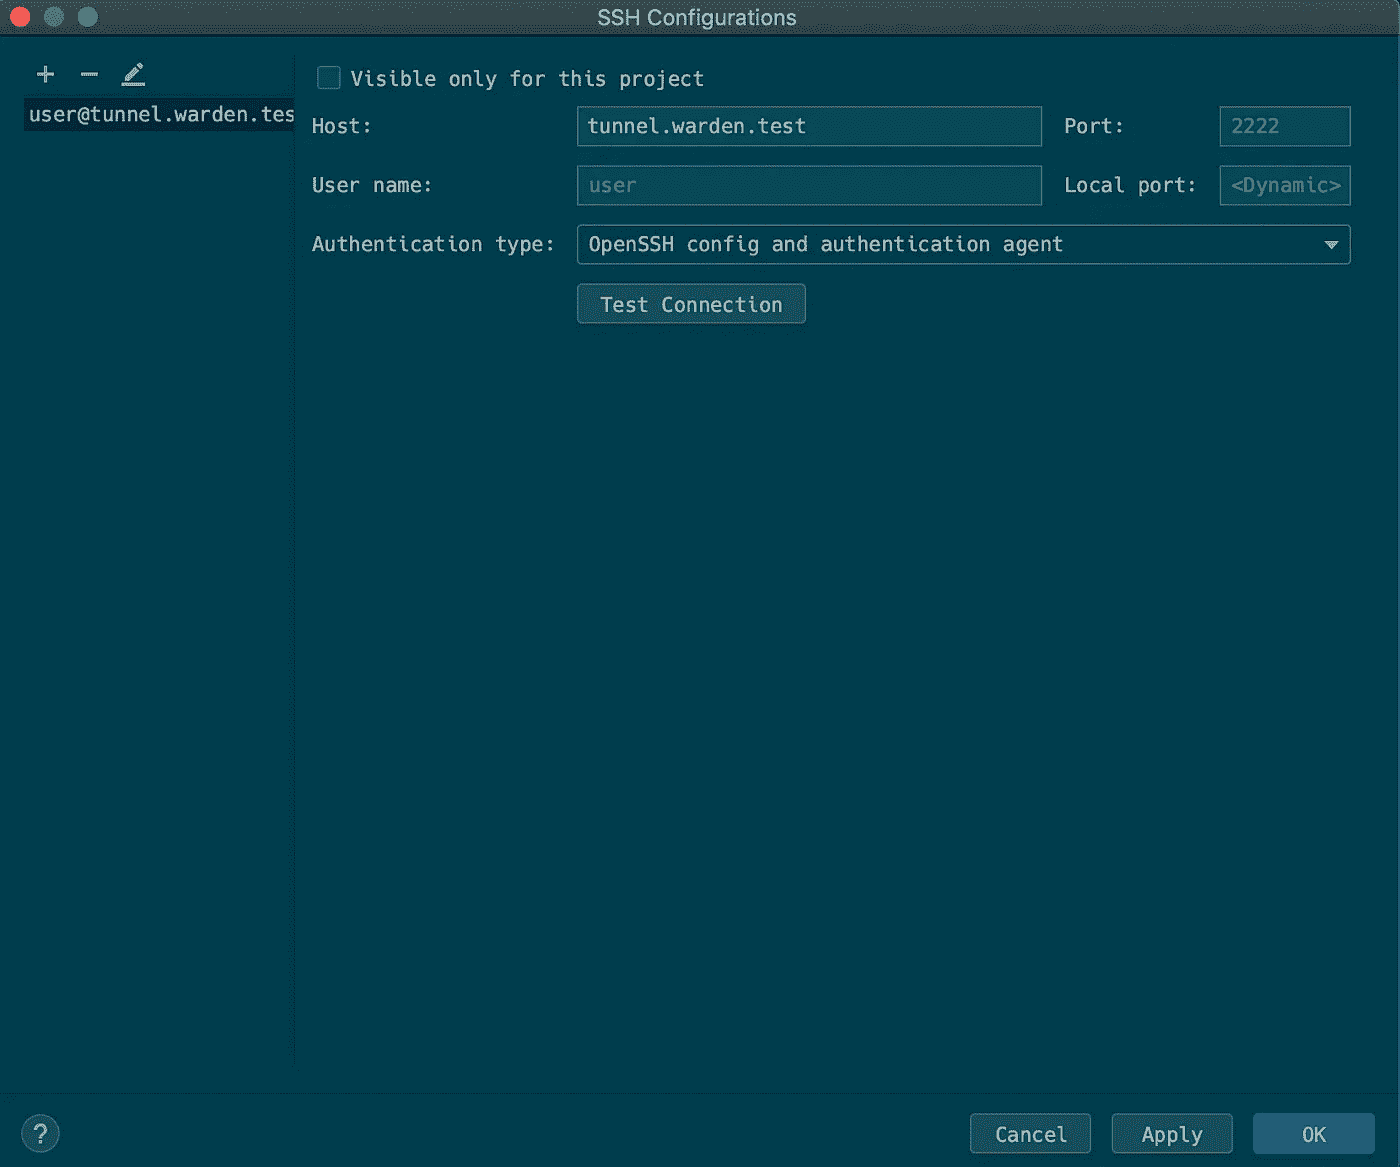 SSH Configurations
Visible only for this project
user@tunnel.warden.tes
Host: tunnel.warden.test Port: 2222
User name: user Local port: <Dynamic>
Authentication type: OpenSSH config and authentication agent
Test Connection
? Cancel Apply OK